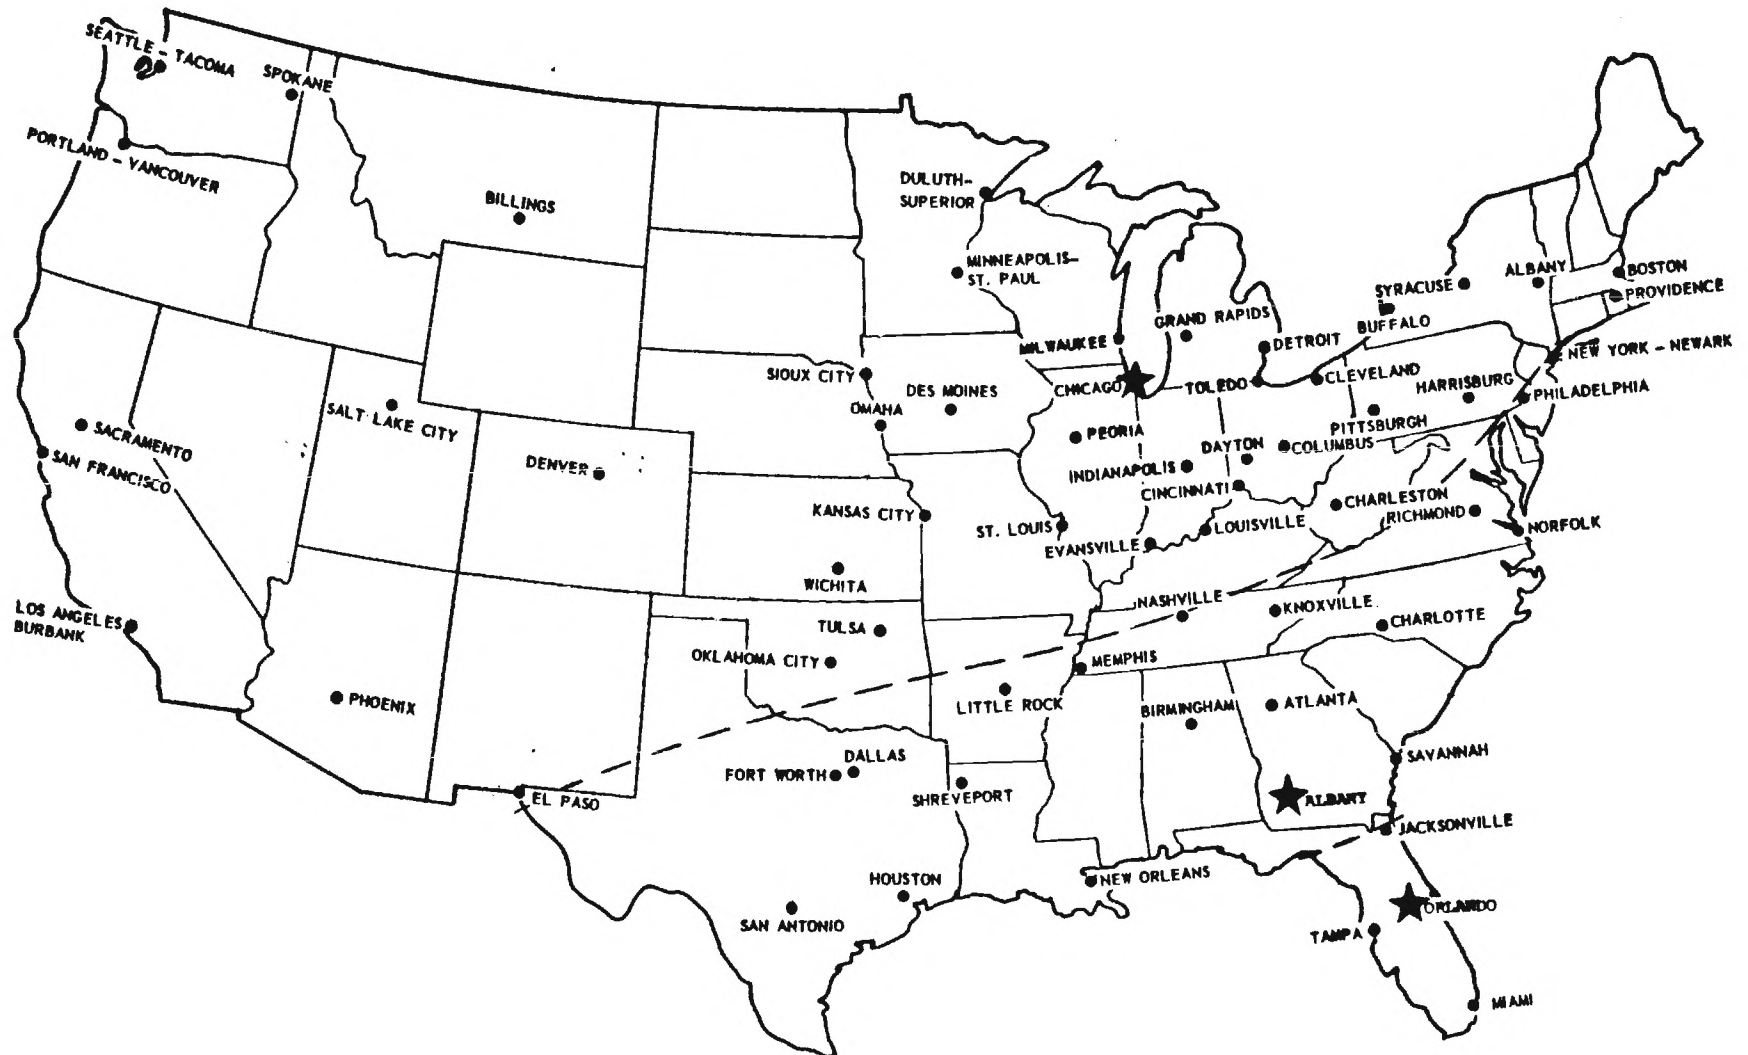 SEATTLE - TACOMA
SPOKANE
PORTLAND - VANCOUVER
BILLINGS
DULUTH-
SUPERIOR
MINNEAPOLIS-
ST. PAUL
MILWAUKEE
GRAND RAPIDS
DETROIT
SYRACUSE
BUFFALO
ALBANY
BOSTON
PROVIDENCE
NEW YORK - NEWARK
SIOUX CITY
DES MOINES
CHICAGO
TOLEDO
CLEVELAND
HARRISBURG
PHILADELPHIA
SALT LAKE CITY
OMAHA
PEORIA
DAYTON
COLUMBUS
PITTSBURGH
SACRAMENTO
SAN FRANCISCO
DENVER
INDIANAPOLIS
CINCINNATI
CHARLESTON
RICHMOND
NORFOLK
KANSAS CITY
ST. LOUIS
EVANSVILLE
LOUISVILLE
WICHITA
NASHVILLE
KNOXVILLE
CHARLOTTE
LOS ANGELES
BURBANK
TULSA
OKLAHOMA CITY
MEMPHIS
PHOENIX
LITTLE ROCK
BIRMINGHAM
ATLANTA
SAVANNAH
DALLAS
FORT WORTH
SHREVEPORT
EL PASO
ALBANY
JACKSONVILLE
HOUSTON
NEW ORLEANS
SAN ANTONIO
ORLANDO
TAMPA
MIAMI